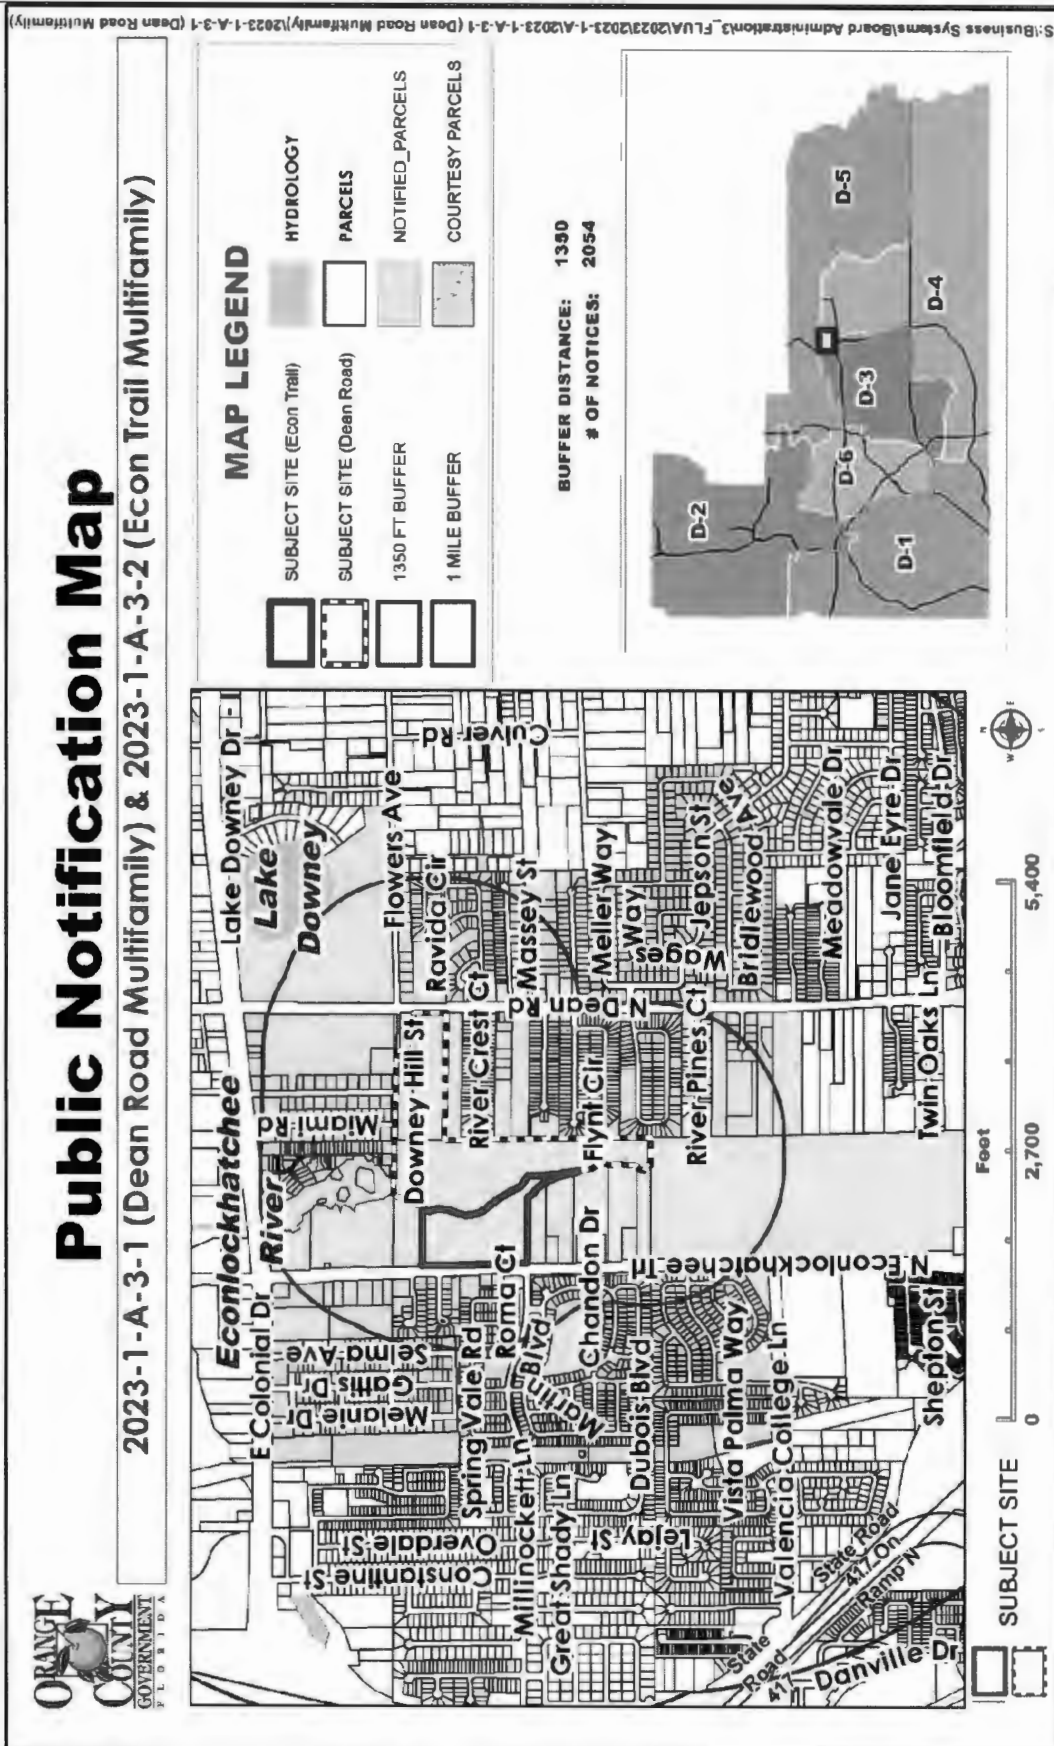 ORANGE
COUNTY
GOVERNMENT
FLORIDA
Public Notification Map
2023-1-A-3-1 (Dean Road Multifamily) & 2023-1-A-3-2 (Econ Trail Multifamily)
Lake Downey Dr
Lake
Downey
Econlockhatchee
River
E Colonial Dr
Miami Rd
Selma Ave
Gattis Dr
Melanie Dr
Flowers Ave
Culver Rd
Ravida Cir
Downey Hill St
River Crest Ct
Massey St
N Dean Rd
Spring Vale Rd
Roma Ct
Overdale St
Constantine St
Millinockett Ln
Martin Blvd
Great Shady Ln
Chandon Dr
Flynt Cir
Meller Way
Wages Way
Jepson St
Lejay St
Dubois Blvd
River Pines Ct
Bridlewood Ave
Vista Palma Way
N Econlockhatchee Trl
Valencia College Ln
Meadowvale Dr
Jane Eyre Dr
State Road
417 On
Ramp N
State
Road
417
Danville Dr
Shepton St
Twin Oaks Ln
Bloomfield Dr
MAP LEGEND
SUBJECT SITE (Econ Trail)
SUBJECT SITE (Dean Road)
1350 FT BUFFER
1 MILE BUFFER
HYDROLOGY
PARCELS
NOTIFIED_PARCELS
COURTESY PARCELS
BUFFER DISTANCE: 1350
# OF NOTICES: 2054
D-2
D-5
D-3
D-6
D-4
D-1
SUBJECT SITE
Feet
0 2,700 5,400
N
W E
S:\Business Systems\Board Administration\3_FLUA\2023\2023-1-A\2023-1-A-3-1 (Dean Road Multifamily)\2023-1-A-3-1 (Dean Road Multifamily)